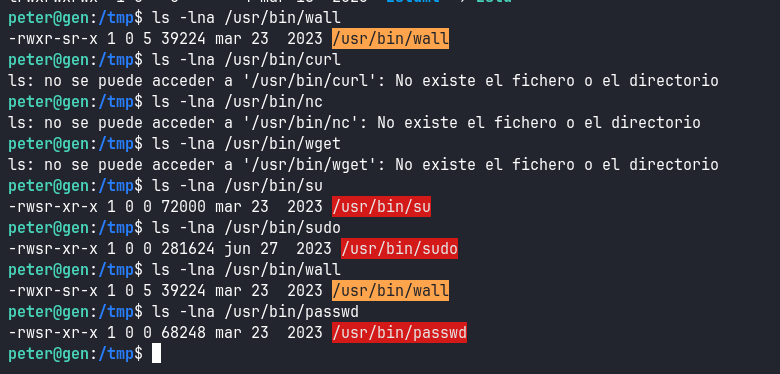 peter@gen:/tmp$ ls -lna /usr/bin/wall
-rwxr-sr-x 1 0 5 39224 mar 23  2023 /usr/bin/wall
peter@gen:/tmp$ ls -lna /usr/bin/curl
ls: no se puede acceder a '/usr/bin/curl': No existe el fichero o el directorio
peter@gen:/tmp$ ls -lna /usr/bin/nc
ls: no se puede acceder a '/usr/bin/nc': No existe el fichero o el directorio
peter@gen:/tmp$ ls -lna /usr/bin/wget
ls: no se puede acceder a '/usr/bin/wget': No existe el fichero o el directorio
peter@gen:/tmp$ ls -lna /usr/bin/su
-rwsr-xr-x 1 0 0 72000 mar 23  2023 /usr/bin/su
peter@gen:/tmp$ ls -lna /usr/bin/sudo
-rwsr-xr-x 1 0 0 281624 jun 27  2023 /usr/bin/sudo
peter@gen:/tmp$ ls -lna /usr/bin/wall
-rwxr-sr-x 1 0 5 39224 mar 23  2023 /usr/bin/wall
peter@gen:/tmp$ ls -lna /usr/bin/passwd
-rwsr-xr-x 1 0 0 68248 mar 23  2023 /usr/bin/passwd
peter@gen:/tmp$